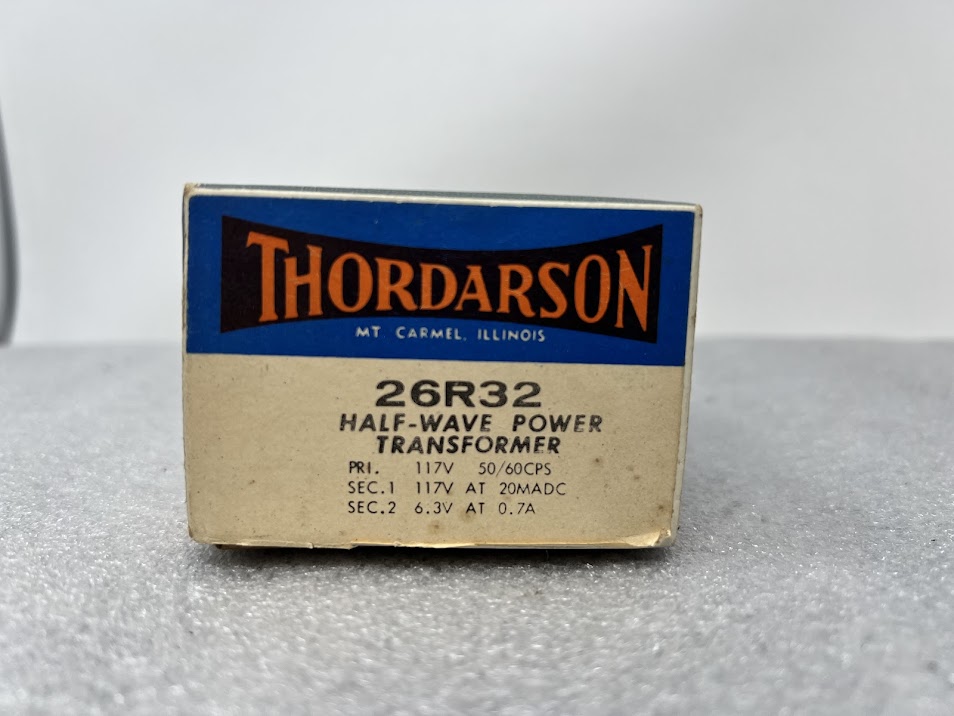 THORDARSON
MT. CARMEL, ILLINOIS
26R32
HALF-WAVE POWER
TRANSFORMER
PRI. 117V 50/60CPS
SEC.1 117V AT 20MADC
SEC.2 6.3V AT 0.7A